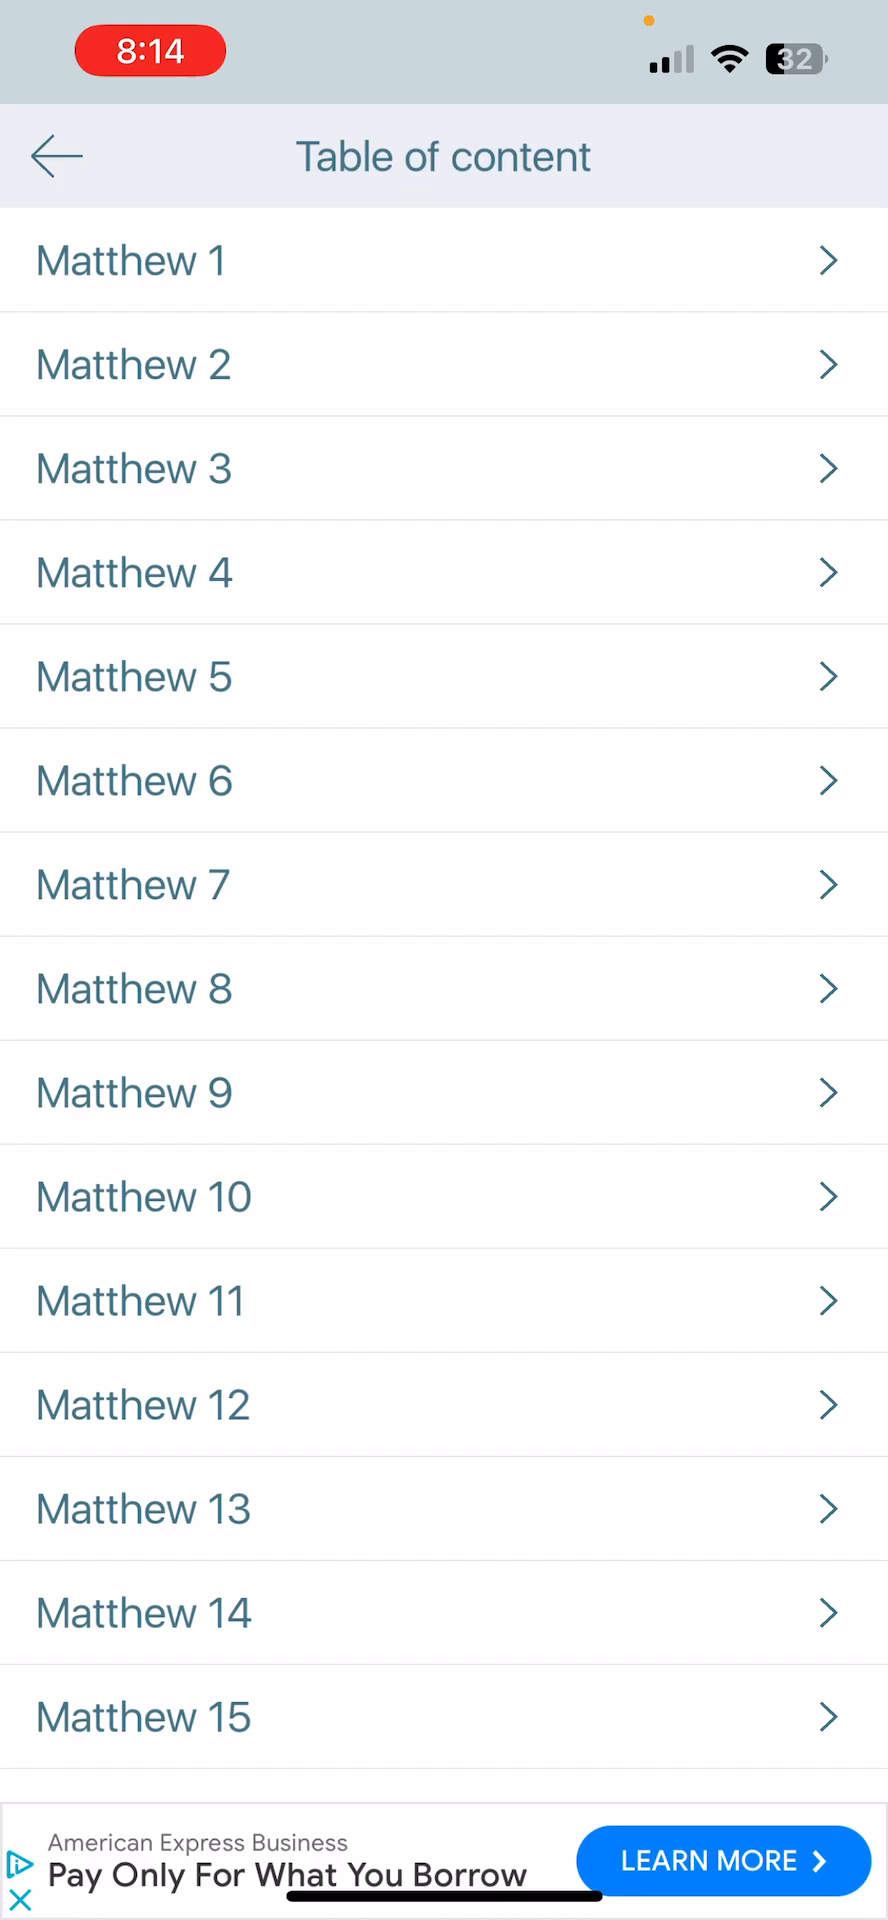 8:14
32
Table of content
Matthew 1
Matthew 2
Matthew 3
Matthew 4
Matthew 5
Matthew 6
Matthew 7
Matthew 8
Matthew 9
Matthew 10
Matthew 11
Matthew 12
Matthew 13
Matthew 14
Matthew 15
American Express Business
Pay Only For What You Borrow
LEARN MORE